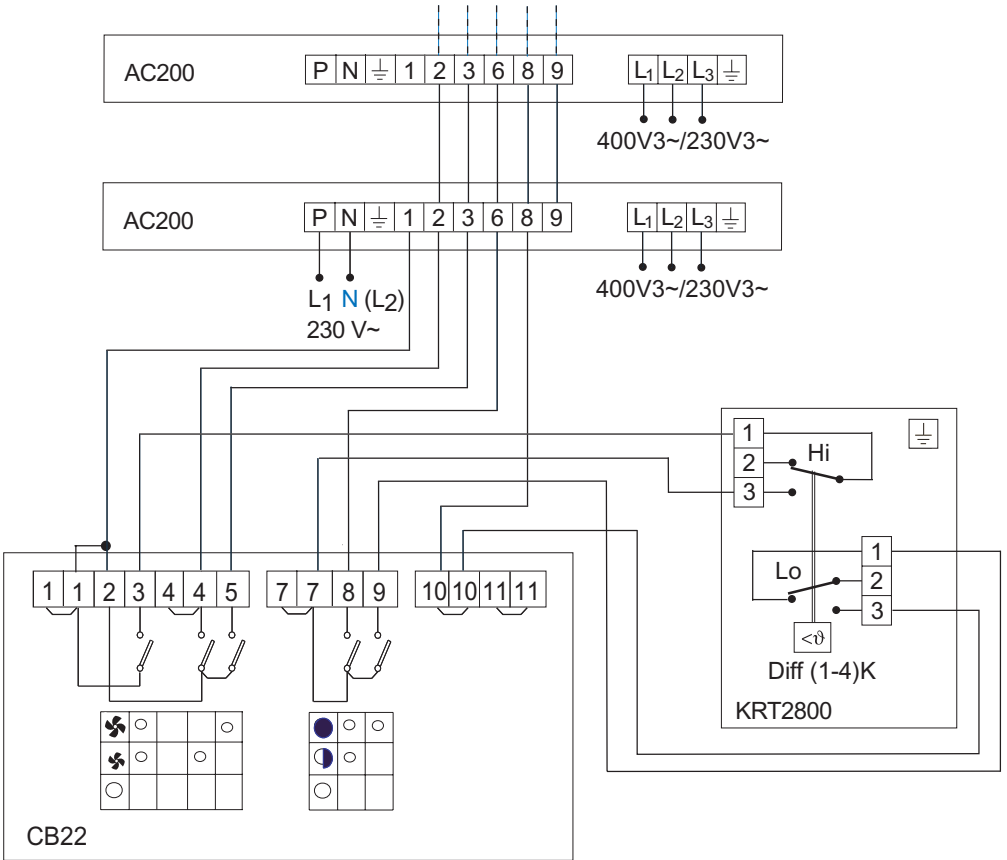 AC200
P N ⏚ 1 2 3 6 8 9
L1 L2 L3 ⏚
400V3~/230V3~
AC200
P N ⏚ 1 2 3 6 8 9
L1 L2 L3 ⏚
400V3~/230V3~
L1 N (L2)
230 V~
1
2
3
Hi
⏚
1
2
3
Lo
<ϑ
Diff (1-4)K
KRT2800
1 1 2 3 4 4 5
7 7 8 9
10 10 11 11
CB22